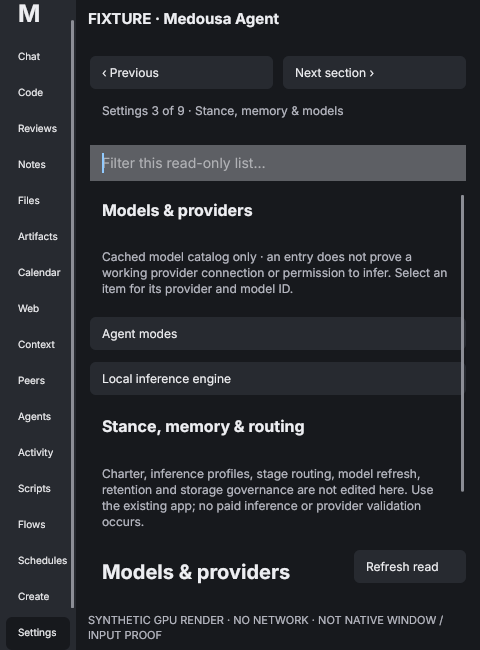 M
Chat
Code
Reviews
Notes
Files
Artifacts
Calendar
Web
Context
Peers
Agents
Activity
Scripts
Flows
Schedules
Create
Settings
FIXTURE · Medousa Agent
‹ Previous
Next section ›
Settings 3 of 9 · Stance, memory & models
Filter this read-only list...
Models & providers
Cached model catalog only · an entry does not prove a
working provider connection or permission to infer. Select an
item for its provider and model ID.
Agent modes
Local inference engine
Stance, memory & routing
Charter, inference profiles, stage routing, model refresh,
retention and storage governance are not edited here. Use
the existing app; no paid inference or provider validation
occurs.
Models & providers
Refresh read
SYNTHETIC GPU RENDER · NO NETWORK · NOT NATIVE WINDOW /
INPUT PROOF